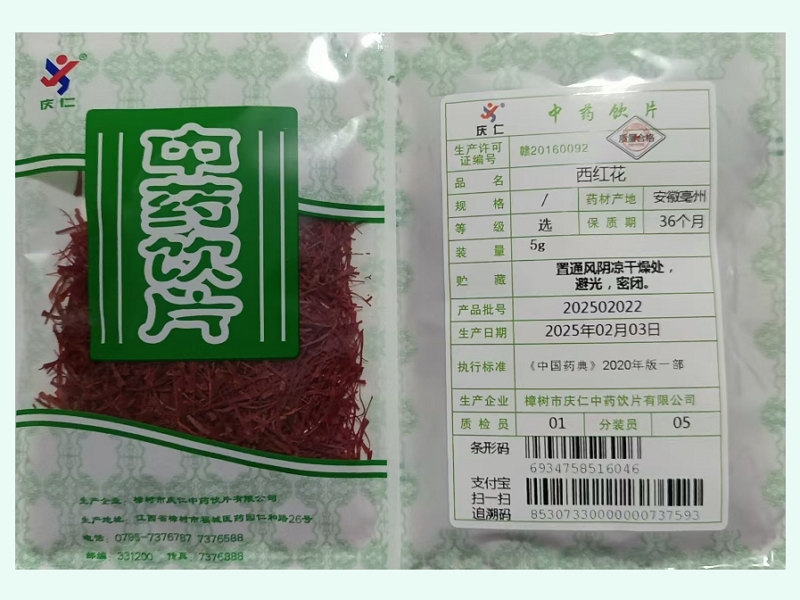 庆仁
中药饮片
生产企业：樟树市庆仁中药饮片有限公司
生产地址：江西省樟树市福城医药园仁和路26号
电话：0795-7376787 7376588
邮编：331200 传真：7376888
庆仁
中药饮片
质量合格
生产许可证编号 赣20160092
品名 西红花
规格 / 药材产地 安徽亳州
等级 选 保质期 36个月
装量 5g
贮藏 置通风阴凉干燥处，
避光，密闭。
产品批号 202502022
生产日期 2025年02月03日
执行标准 《中国药典》2020年版一部
生产企业 樟树市庆仁中药饮片有限公司
质检员 01 分装员 05
条形码
6934758516046
支付宝
扫一扫
追溯码 85307330000000737593